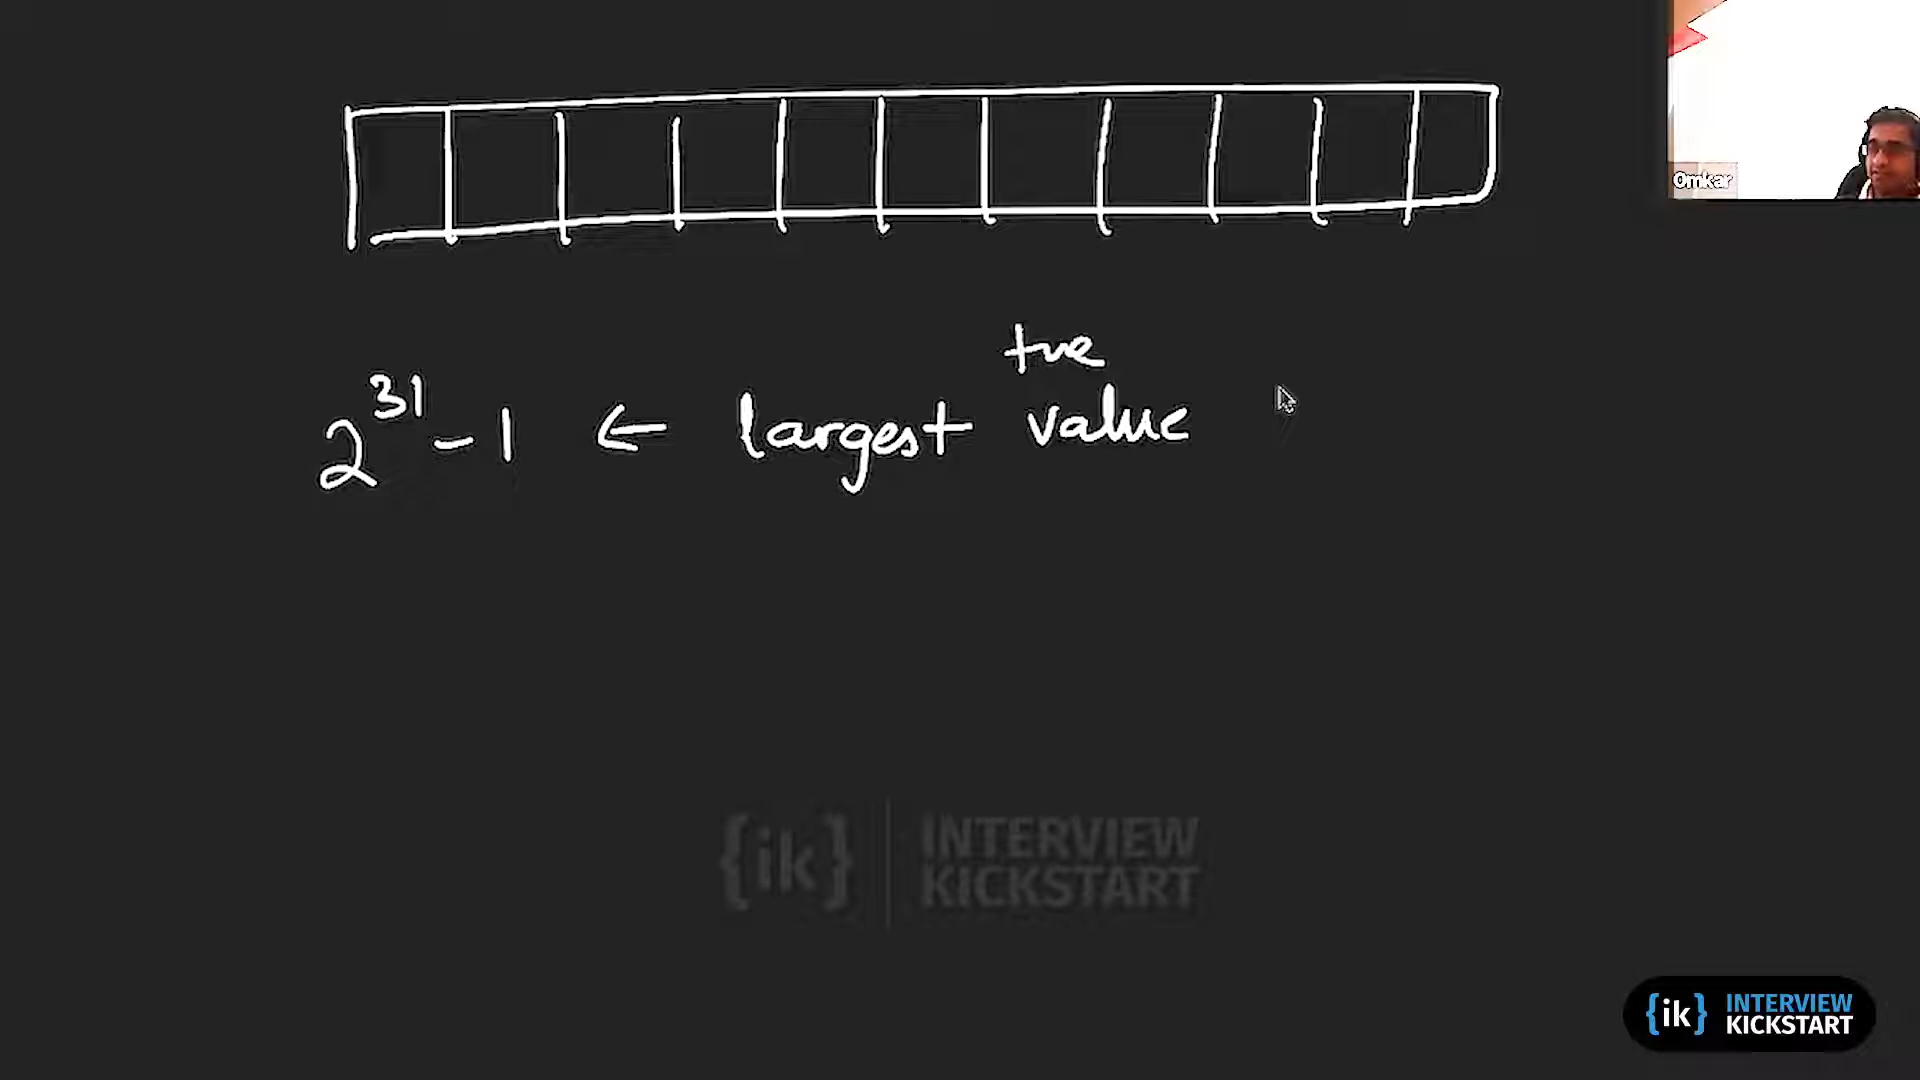 Omkar
+ve
2^31 - 1 ← largest value
{ik} INTERVIEW
KICKSTART
{ik} INTERVIEW
KICKSTART